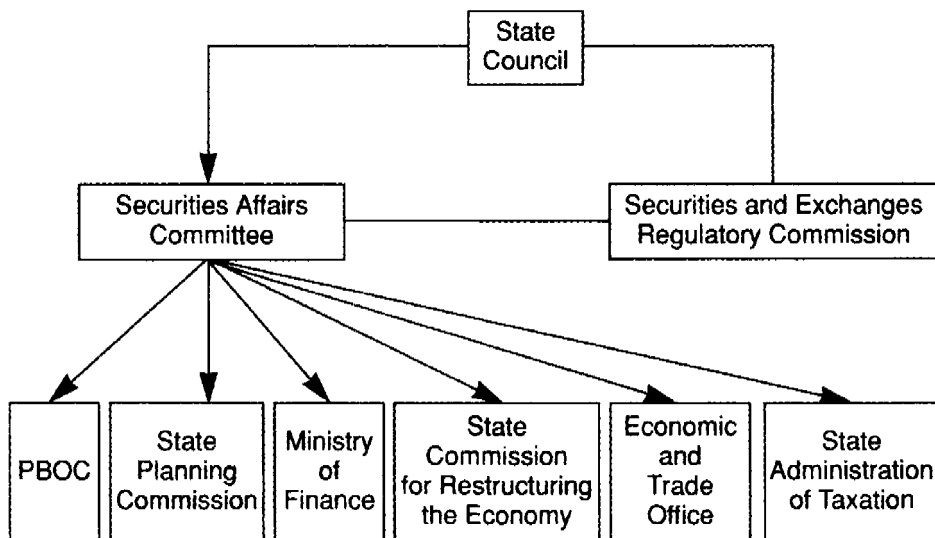 State
Council
Securities Affairs
Committee
Securities and Exchanges
Regulatory Commission
PBOC
State
Planning
Commission
Ministry
of
Finance
State
Commission
for Restructuring
the Economy
Economic
and
Trade
Office
State
Administration
of Taxation